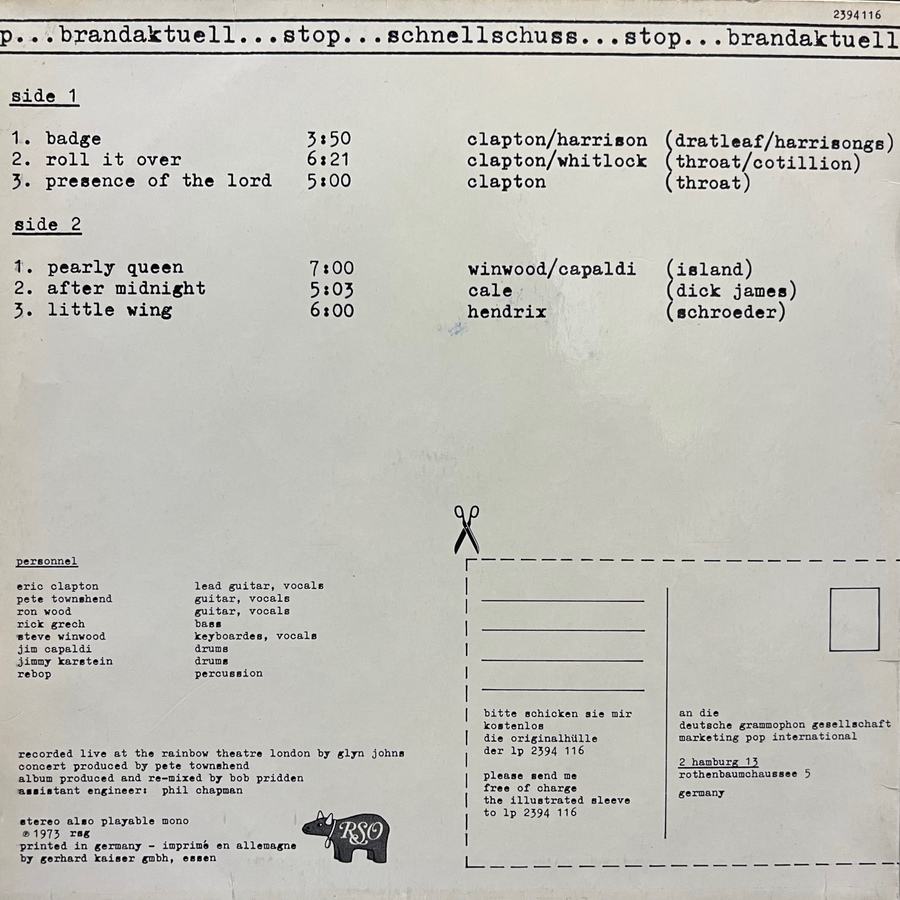 2394116
p...brandaktuell...stop...schnellschuss...stop...brandaktuell
side 1
1. badge 3:50 clapton/harrison (dratleaf/harrisongs)
2. roll it over 6:21 clapton/whitlock (throat/cotillion)
3. presence of the lord 5:00 clapton (throat)
side 2
1. pearly queen 7:00 winwood/capaldi (island)
2. after midnight 5:03 cale (dick james)
3. little wing 6:00 hendrix (schroeder)
personnel
eric clapton lead guitar, vocals
pete townshend guitar, vocals
ron wood guitar, vocals
rick grech bass
steve winwood keyboardes, vocals
jim capaldi drums
jimmy karstein drums
rebop percussion
recorded live at the rainbow theatre london by glyn johns
concert produced by pete townshend
album produced and re-mixed by bob pridden
assistant engineer: phil chapman
stereo also playable mono
℗ 1973 rsg
printed in germany - imprimé en allemagne
by gerhard kaiser gmbh, essen
RSO
bitte schicken sie mir
kostenlos
die originalhülle
der lp 2394 116
please send me
free of charge
the illustrated sleeve
to lp 2394 116
an die
deutsche grammophon gesellschaft
marketing pop international
2 hamburg 13
rothenbaumchaussee 5
germany